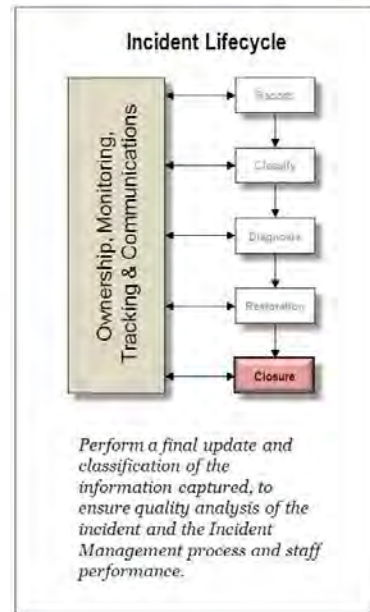 Incident Lifecycle
Ownership, Monitoring,
Tracking & Communications
Classify
Diagnosis
Restoration
Closure
Perform a final update and
classification of the
information captured, to
ensure quality analysis of the
incident and the Incident
Management process and staff
performance.